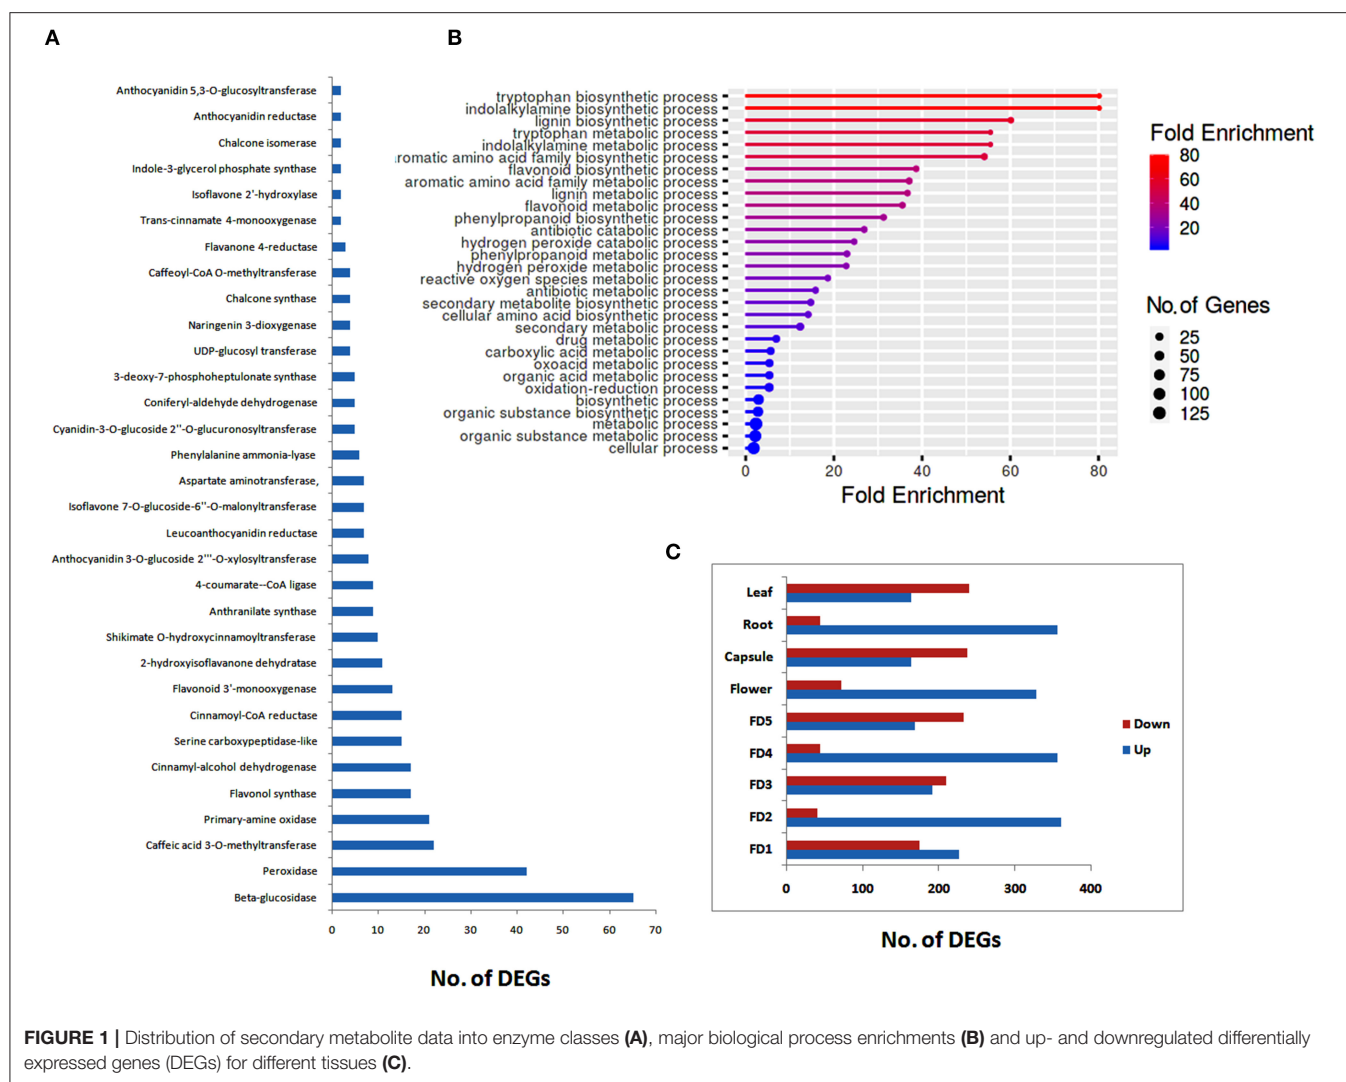 A
Anthocyanidin 5,3-O-glucosyltransferase
Anthocyanidin reductase
Chalcone isomerase
Indole-3-glycerol phosphate synthase
Isoflavone 2'-hydroxylase
Trans-cinnamate 4-monooxygenase
Flavanone 4-reductase
Caffeoyl-CoA O-methyltransferase
Chalcone synthase
Naringenin 3-dioxygenase
UDP-glucosyl transferase
3-deoxy-7-phosphoheptulonate synthase
Coniferyl-aldehyde dehydrogenase
Cyanidin-3-O-glucoside 2''-O-glucuronosyltransferase
Phenylalanine ammonia-lyase
Aspartate aminotransferase,
Isoflavone 7-O-glucoside-6''-O-malonyltransferase
Leucoanthocyanidin reductase
Anthocyanidin 3-O-glucoside 2'''-O-xylosyltransferase
4-coumarate--CoA ligase
Anthranilate synthase
Shikimate O-hydroxycinnamoyltransferase
2-hydroxyisoflavanone dehydratase
Flavonoid 3'-monooxygenase
Cinnamoyl-CoA reductase
Serine carboxypeptidase-like
Cinnamyl-alcohol dehydrogenase
Flavonol synthase
Primary-amine oxidase
Caffeic acid 3-O-methyltransferase
Peroxidase
Beta-glucosidase
0 10 20 30 40 50 60 70
No. of DEGs
B
tryptophan biosynthetic process
indolalkylamine biosynthetic process
lignin biosynthetic process
tryptophan metabolic process
indolalkylamine metabolic process
romatic amino acid family biosynthetic process
flavonoid biosynthetic process
aromatic amino acid family metabolic process
lignin metabolic process
flavonoid metabolic process
phenylpropanoid biosynthetic process
antibiotic catabolic process
hydrogen peroxide catabolic process
phenylpropanoid metabolic process
hydrogen peroxide metabolic process
reactive oxygen species metabolic process
antibiotic metabolic process
secondary metabolite biosynthetic process
cellular amino acid biosynthetic process
secondary metabolic process
drug metabolic process
carboxylic acid metabolic process
oxoacid metabolic process
organic acid metabolic process
oxidation-reduction process
biosynthetic process
organic substance biosynthetic process
metabolic process
organic substance metabolic process
cellular process
0 20 40 60 80
Fold Enrichment
Fold Enrichment
80
60
40
20
No. of Genes
25
50
75
100
125
C
Leaf
Root
Capsule
Flower
FD5
FD4
FD3
FD2
FD1
0 100 200 300 400
Down
Up
No. of DEGs
FIGURE 1 | Distribution of secondary metabolite data into enzyme classes (A), major biological process enrichments (B) and up- and downregulated differentially
expressed genes (DEGs) for different tissues (C).